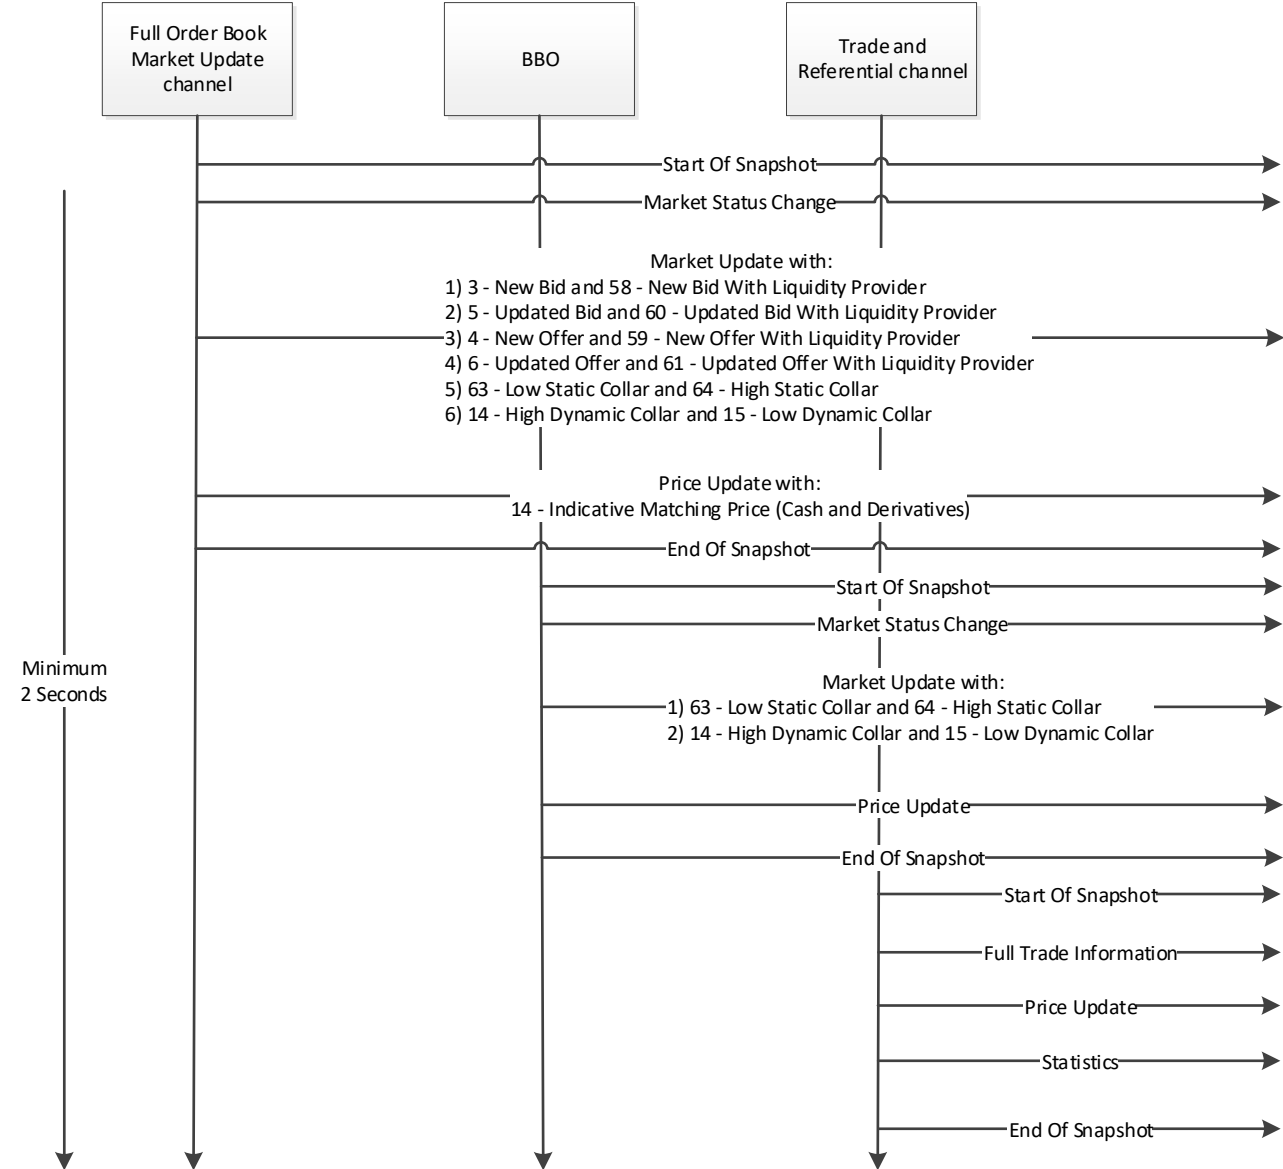 Full Order Book
Market Update
channel
BBO
Trade and
Referential channel
Start Of Snapshot
Market Status Change
Market Update with:
1) 3 - New Bid and 58 - New Bid With Liquidity Provider
2) 5 - Updated Bid and 60 - Updated Bid With Liquidity Provider
3) 4 - New Offer and 59 - New Offer With Liquidity Provider
4) 6 - Updated Offer and 61 - Updated Offer With Liquidity Provider
5) 63 - Low Static Collar and 64 - High Static Collar
6) 14 - High Dynamic Collar and 15 - Low Dynamic Collar
Price Update with:
14 - Indicative Matching Price (Cash and Derivatives)
End Of Snapshot
Start Of Snapshot
Market Status Change
Minimum
2 Seconds
Market Update with:
1) 63 - Low Static Collar and 64 - High Static Collar
2) 14 - High Dynamic Collar and 15 - Low Dynamic Collar
Price Update
End Of Snapshot
Start Of Snapshot
Full Trade Information
Price Update
Statistics
End Of Snapshot